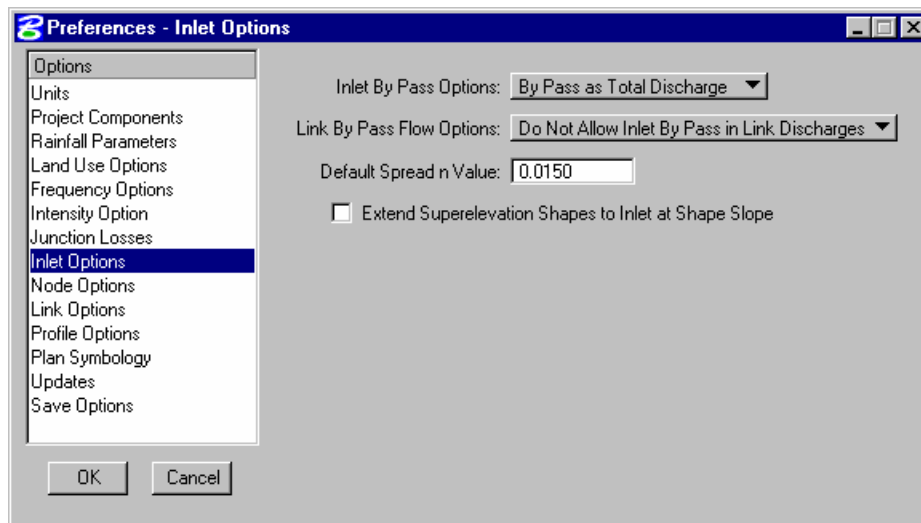 Preferences - Inlet Options
Options
Units
Project Components
Rainfall Parameters
Land Use Options
Frequency Options
Intensity Option
Junction Losses
Inlet Options
Node Options
Link Options
Profile Options
Plan Symbology
Updates
Save Options
Inlet By Pass Options: By Pass as Total Discharge
Link By Pass Flow Options: Do Not Allow Inlet By Pass in Link Discharges
Default Spread n Value: 0.0150
Extend Superelevation Shapes to Inlet at Shape Slope
OK Cancel